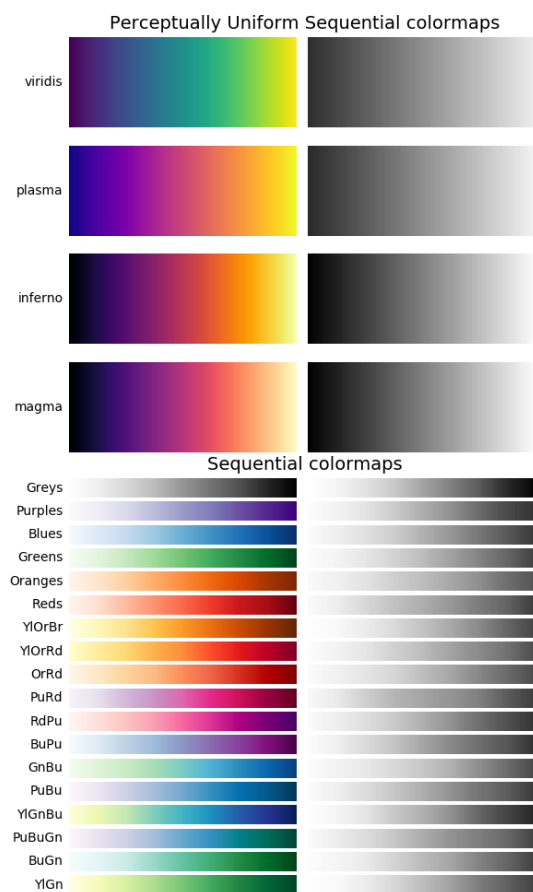 Perceptually Uniform Sequential colormaps
viridis
plasma
inferno
magma
Sequential colormaps
Greys
Purples
Blues
Greens
Oranges
Reds
YlOrBr
YlOrRd
OrRd
PuRd
RdPu
BuPu
GnBu
PuBu
YlGnBu
PuBuGn
BuGn
YlGn